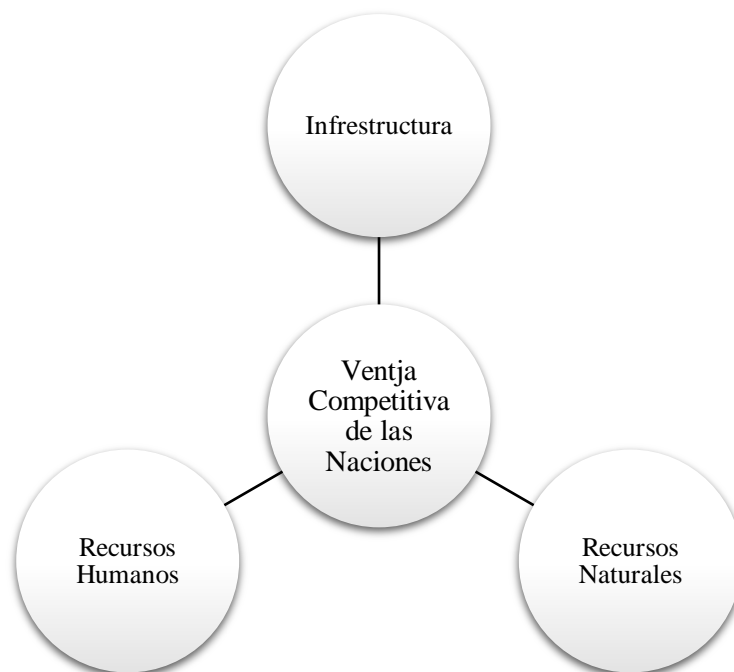 Infrestructura
Ventja
Competitiva
de las
Naciones
Recursos
Humanos
Recursos
Naturales